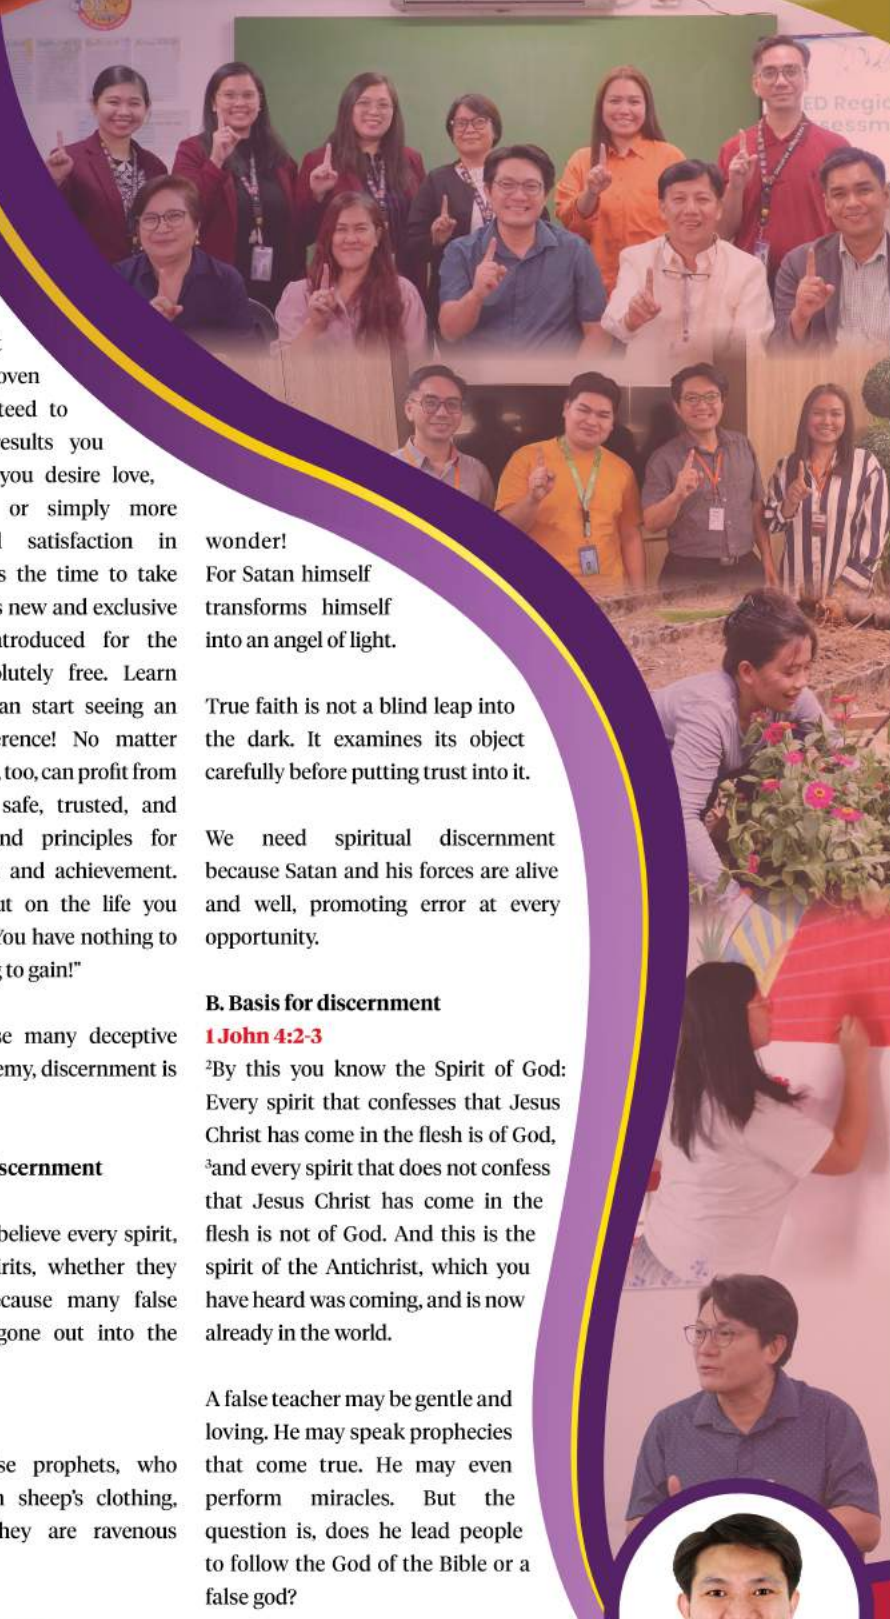 oven
teed to
esults you
you desire love,
or simply more
satisfaction in
s the time to take
new and exclusive
troduced for the
lutely free. Learn
an start seeing an
rence! No matter
, too, can profit from
safe, trusted, and
nd principles for
and achievement.
ut on the life you
You have nothing to
to gain!"
se many deceptive
emy, discernment is
scernment
believe every spirit,
irits, whether they
cause many false
gone out into the
se prophets, who
sheep's clothing,
hey are ravenous
wonder!
For Satan himself
transforms himself
into an angel of light.
True faith is not a blind leap into
the dark. It examines its object
carefully before putting trust into it.
We need spiritual discernment
because Satan and his forces are alive
and well, promoting error at every
opportunity.
B. Basis for discernment
1 John 4:2-3
²By this you know the Spirit of God:
Every spirit that confesses that Jesus
Christ has come in the flesh is of God,
³and every spirit that does not confess
that Jesus Christ has come in the
flesh is not of God. And this is the
spirit of the Antichrist, which you
have heard was coming, and is now
already in the world.
A false teacher may be gentle and
loving. He may speak prophecies
that come true. He may even
perform miracles. But the
question is, does he lead people
to follow the God of the Bible or a
false god?
ED Regio
sessm